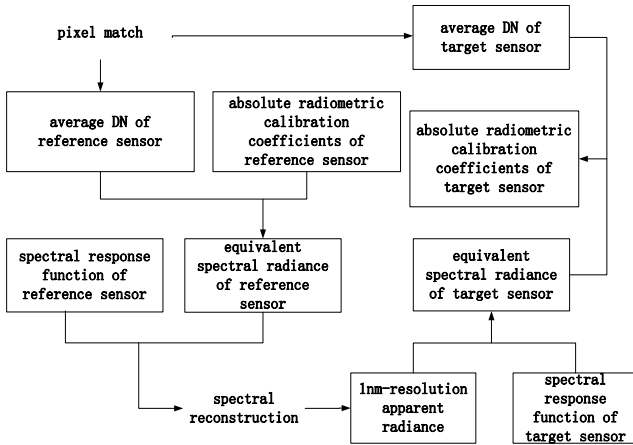 pixel match
average DN of
target sensor
average DN of
reference sensor
absolute radiometric
calibration
coefficients of
reference sensor
absolute radiometric
calibration
coefficients of
target sensor
spectral response
function of
reference sensor
equivalent
spectral radiance
of reference
sensor
equivalent
spectral radiance
of target sensor
spectral
reconstruction
1nm-resolution
apparent
radiance
spectral
response
function of
target sensor